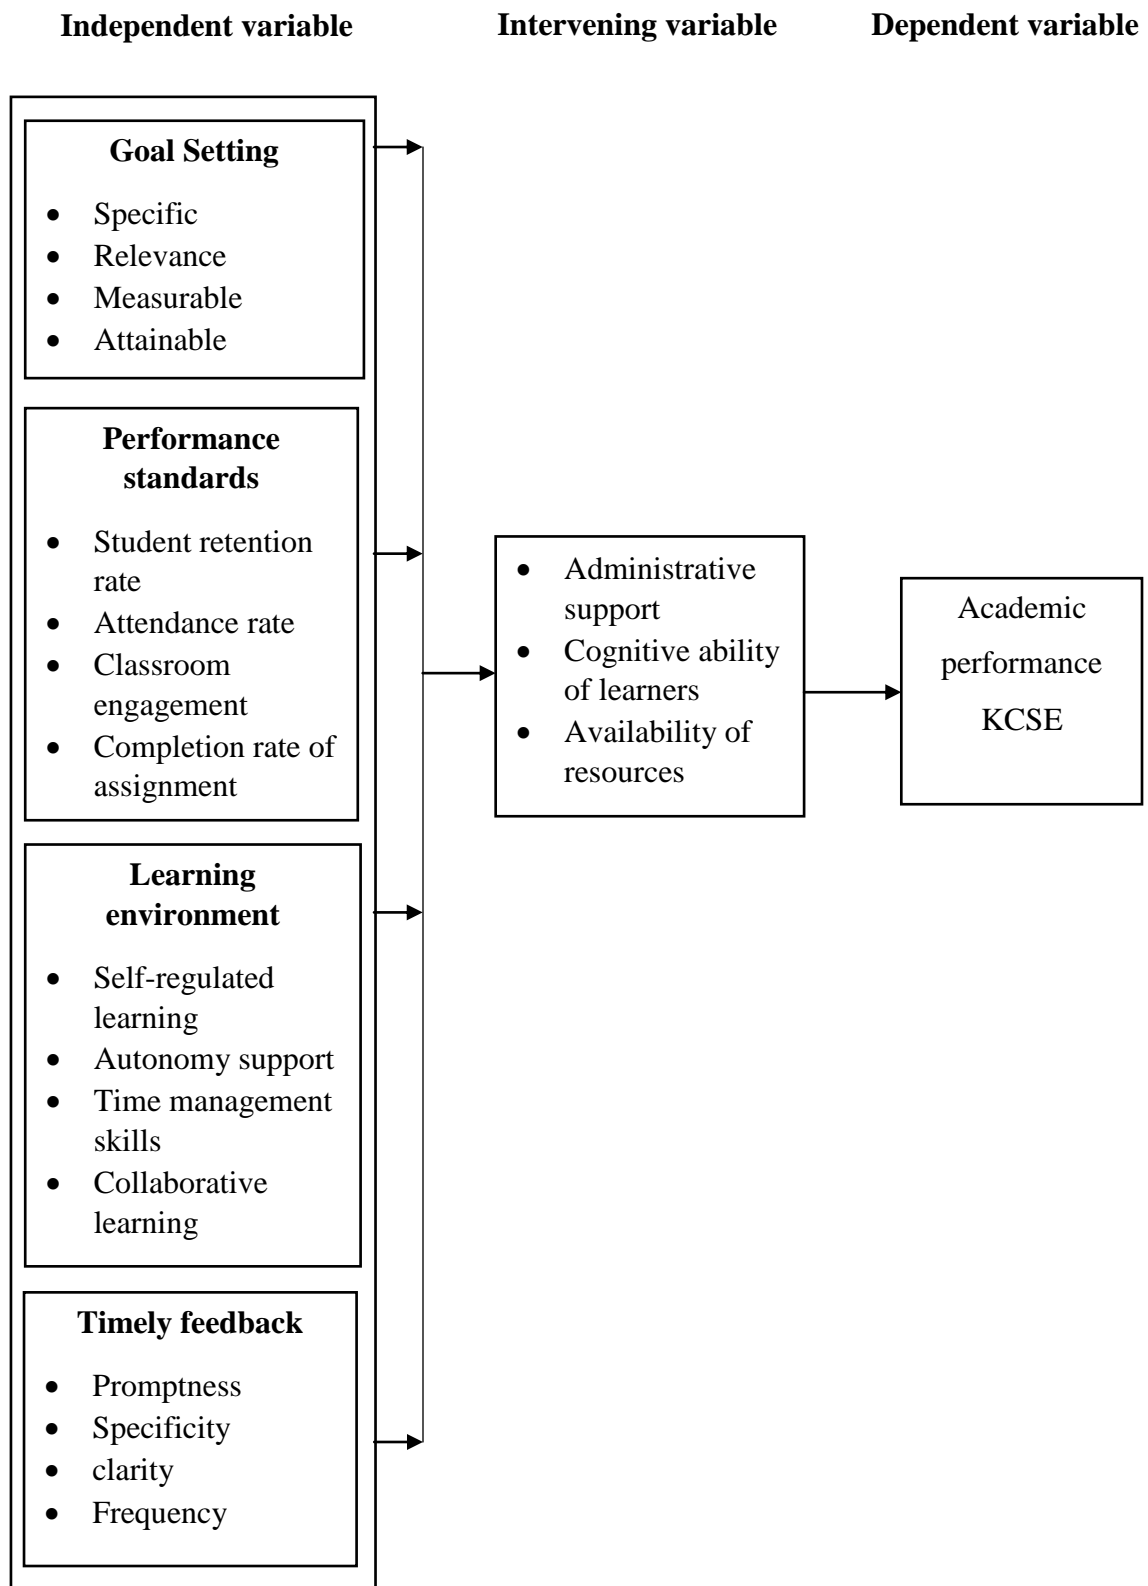 Independent variable
Intervening variable
Dependent variable
Goal Setting
• Specific
• Relevance
• Measurable
• Attainable
Performance
standards
• Student retention
rate
• Attendance rate
• Classroom
engagement
• Completion rate of
assignment
Learning
environment
• Self-regulated
learning
• Autonomy support
• Time management
skills
• Collaborative
learning
Timely feedback
• Promptness
• Specificity
• clarity
• Frequency
• Administrative
support
• Cognitive ability
of learners
• Availability of
resources
Academic
performance
KCSE